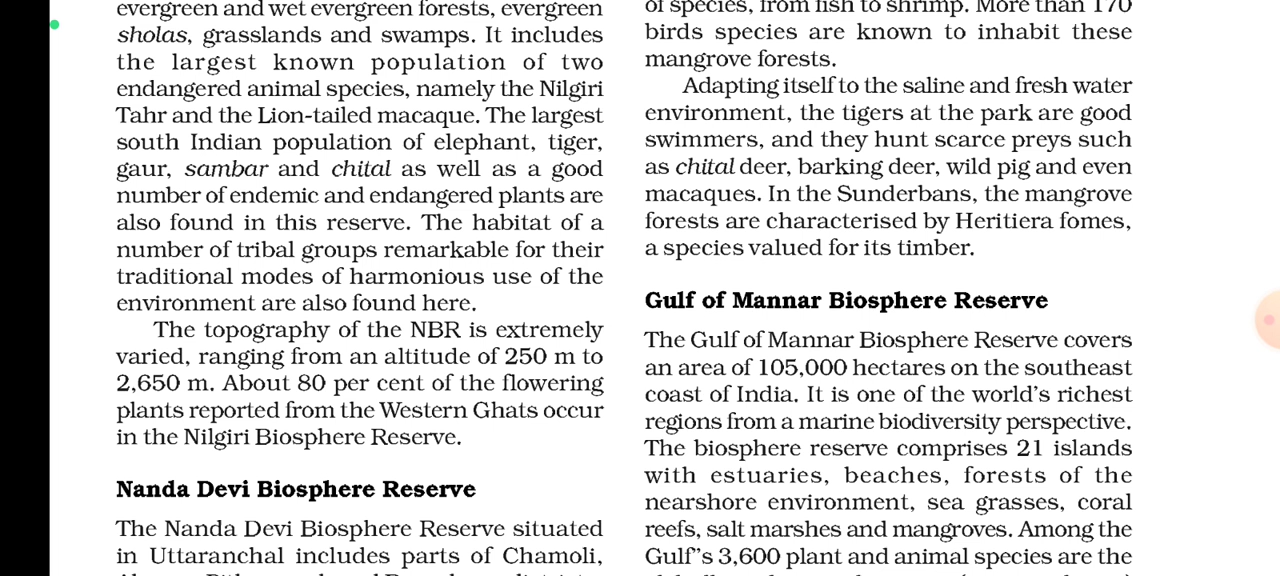 evergreen and wet evergreen forests, evergreen
sholas, grasslands and swamps. It includes
the largest known population of two
endangered animal species, namely the Nilgiri
Tahr and the Lion-tailed macaque. The largest
south Indian population of elephant, tiger,
gaur, sambar and chital as well as a good
number of endemic and endangered plants are
also found in this reserve. The habitat of a
number of tribal groups remarkable for their
traditional modes of harmonious use of the
environment are also found here.
The topography of the NBR is extremely
varied, ranging from an altitude of 250 m to
2,650 m. About 80 per cent of the flowering
plants reported from the Western Ghats occur
in the Nilgiri Biosphere Reserve.
Nanda Devi Biosphere Reserve
The Nanda Devi Biosphere Reserve situated
in Uttaranchal includes parts of Chamoli,
of species, from fish to shrimp. More than 170
birds species are known to inhabit these
mangrove forests.
Adapting itself to the saline and fresh water
environment, the tigers at the park are good
swimmers, and they hunt scarce preys such
as chital deer, barking deer, wild pig and even
macaques. In the Sunderbans, the mangrove
forests are characterised by Heritiera fomes,
a species valued for its timber.
Gulf of Mannar Biosphere Reserve
The Gulf of Mannar Biosphere Reserve covers
an area of 105,000 hectares on the southeast
coast of India. It is one of the world's richest
regions from a marine biodiversity perspective.
The biosphere reserve comprises 21 islands
with estuaries, beaches, forests of the
nearshore environment, sea grasses, coral
reefs, salt marshes and mangroves. Among the
Gulf's 3,600 plant and animal species are the